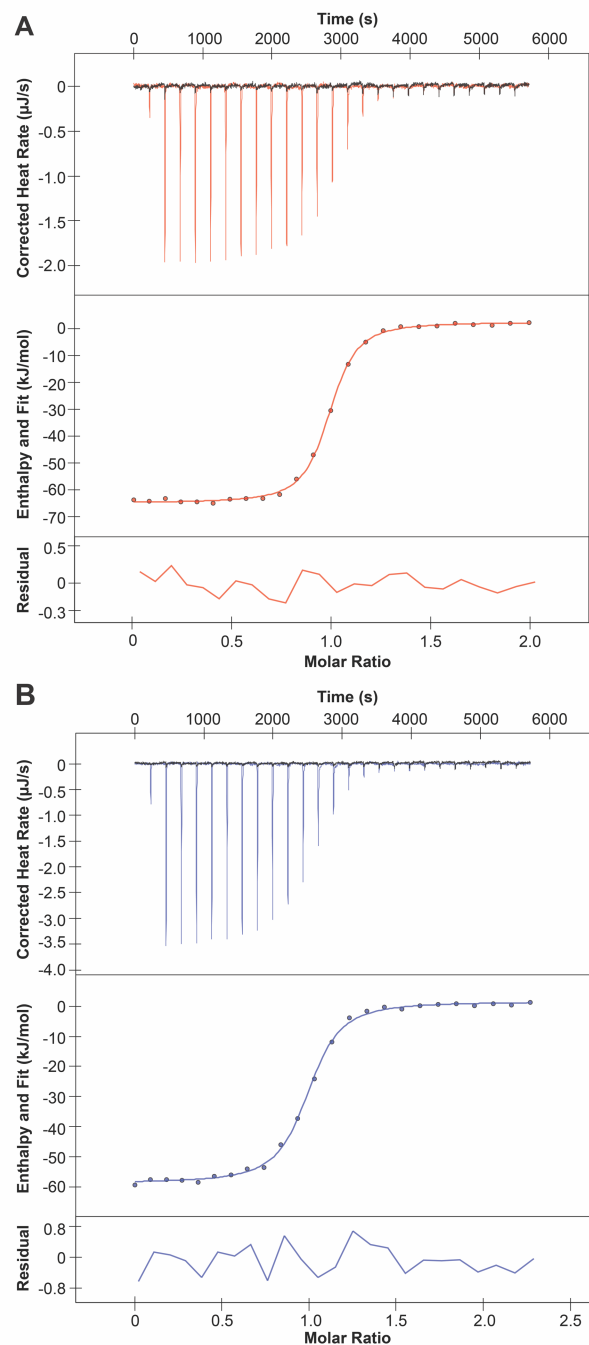 A
Time (s)
0 1000 2000 3000 4000 5000 6000
Corrected Heat Rate (µJ/s)
0
-0.5
-1.0
-1.5
-2.0
Enthalpy and Fit (kJ/mol)
0
-10
-20
-30
-40
-50
-60
-70
Residual
0.5
0
-0.3
0 0.5 1.0 1.5 2.0
Molar Ratio
B
Time (s)
0 1000 2000 3000 4000 5000 6000
Corrected Heat Rate (µJ/s)
0
-0.5
-1.0
-1.5
-2.0
-2.5
-3.0
-3.5
-4.0
Enthalpy and Fit (kJ/mol)
0
-10
-20
-30
-40
-50
-60
Residual
0.8
0
-0.8
0 0.5 1.0 1.5 2.0 2.5
Molar Ratio